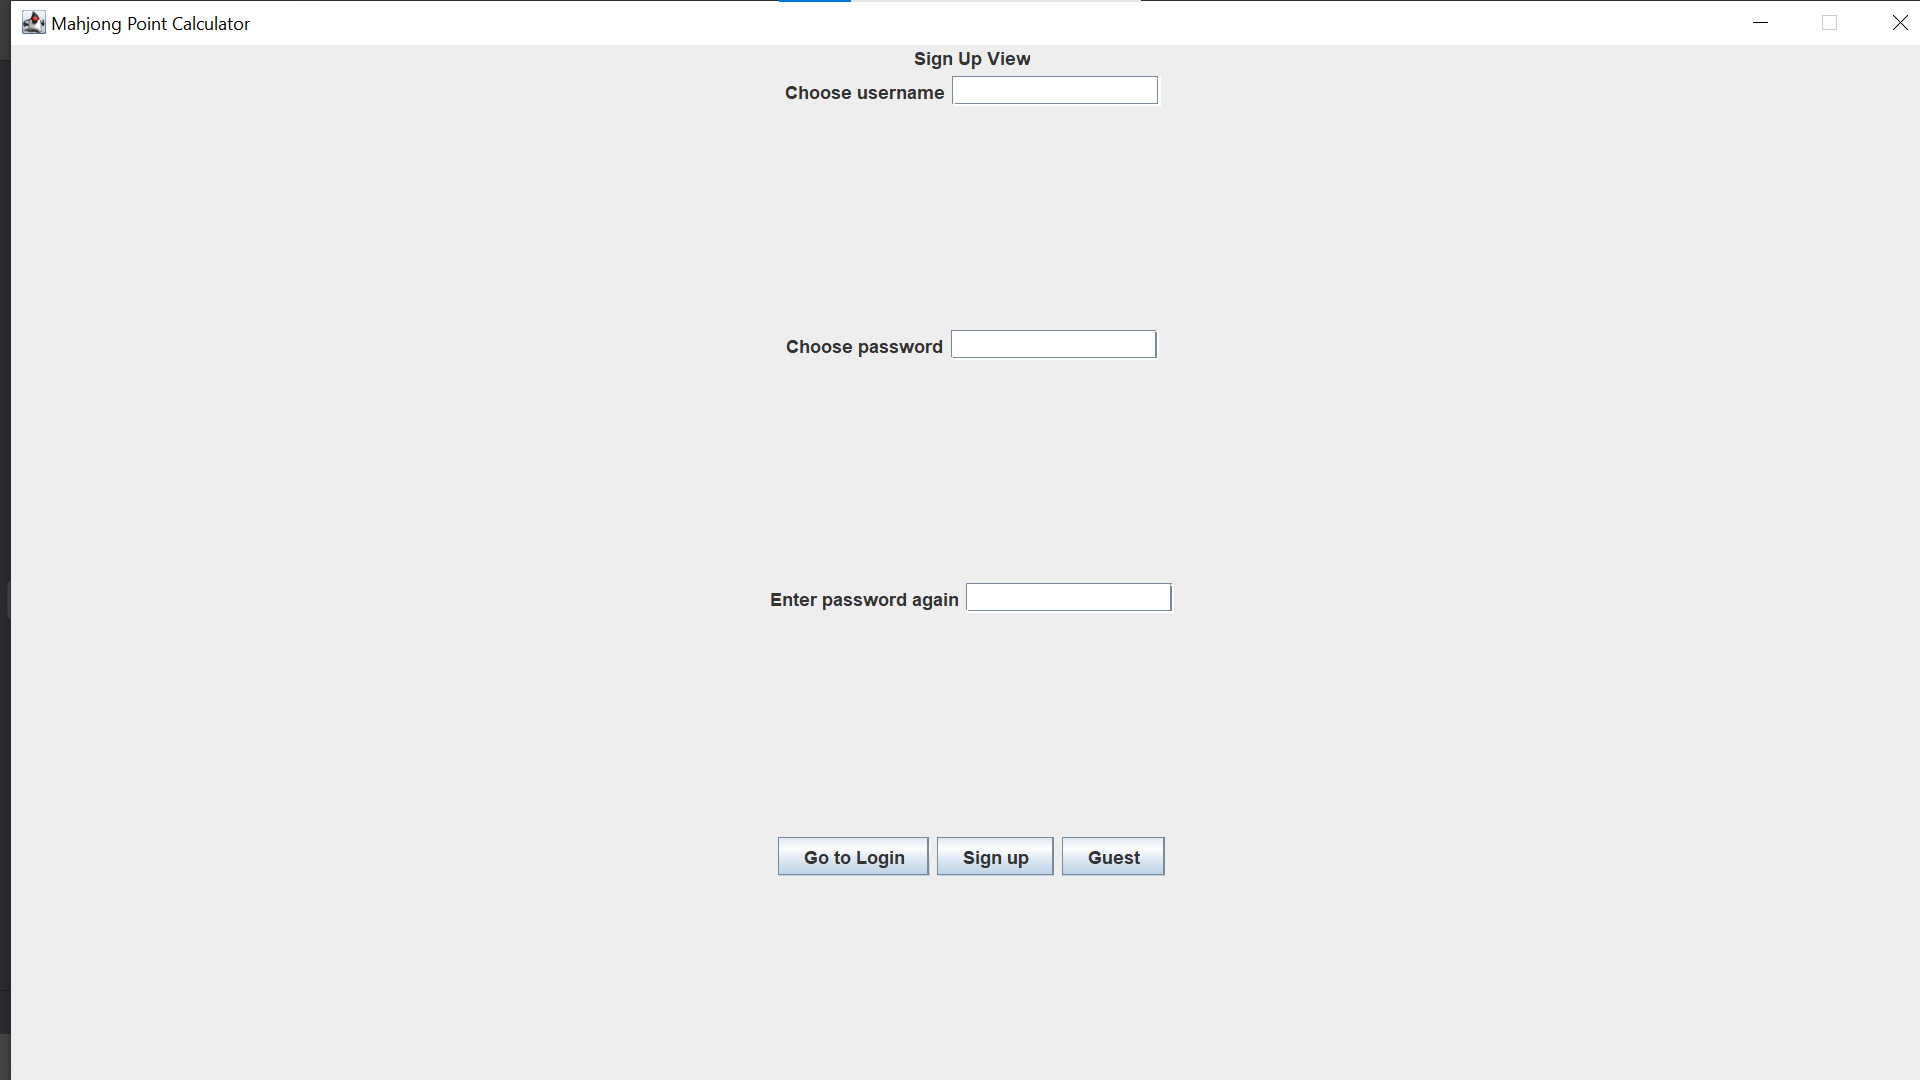 Mahjong Point Calculator
Sign Up View
Choose username
Choose password
Enter password again
Go to Login Sign up Guest